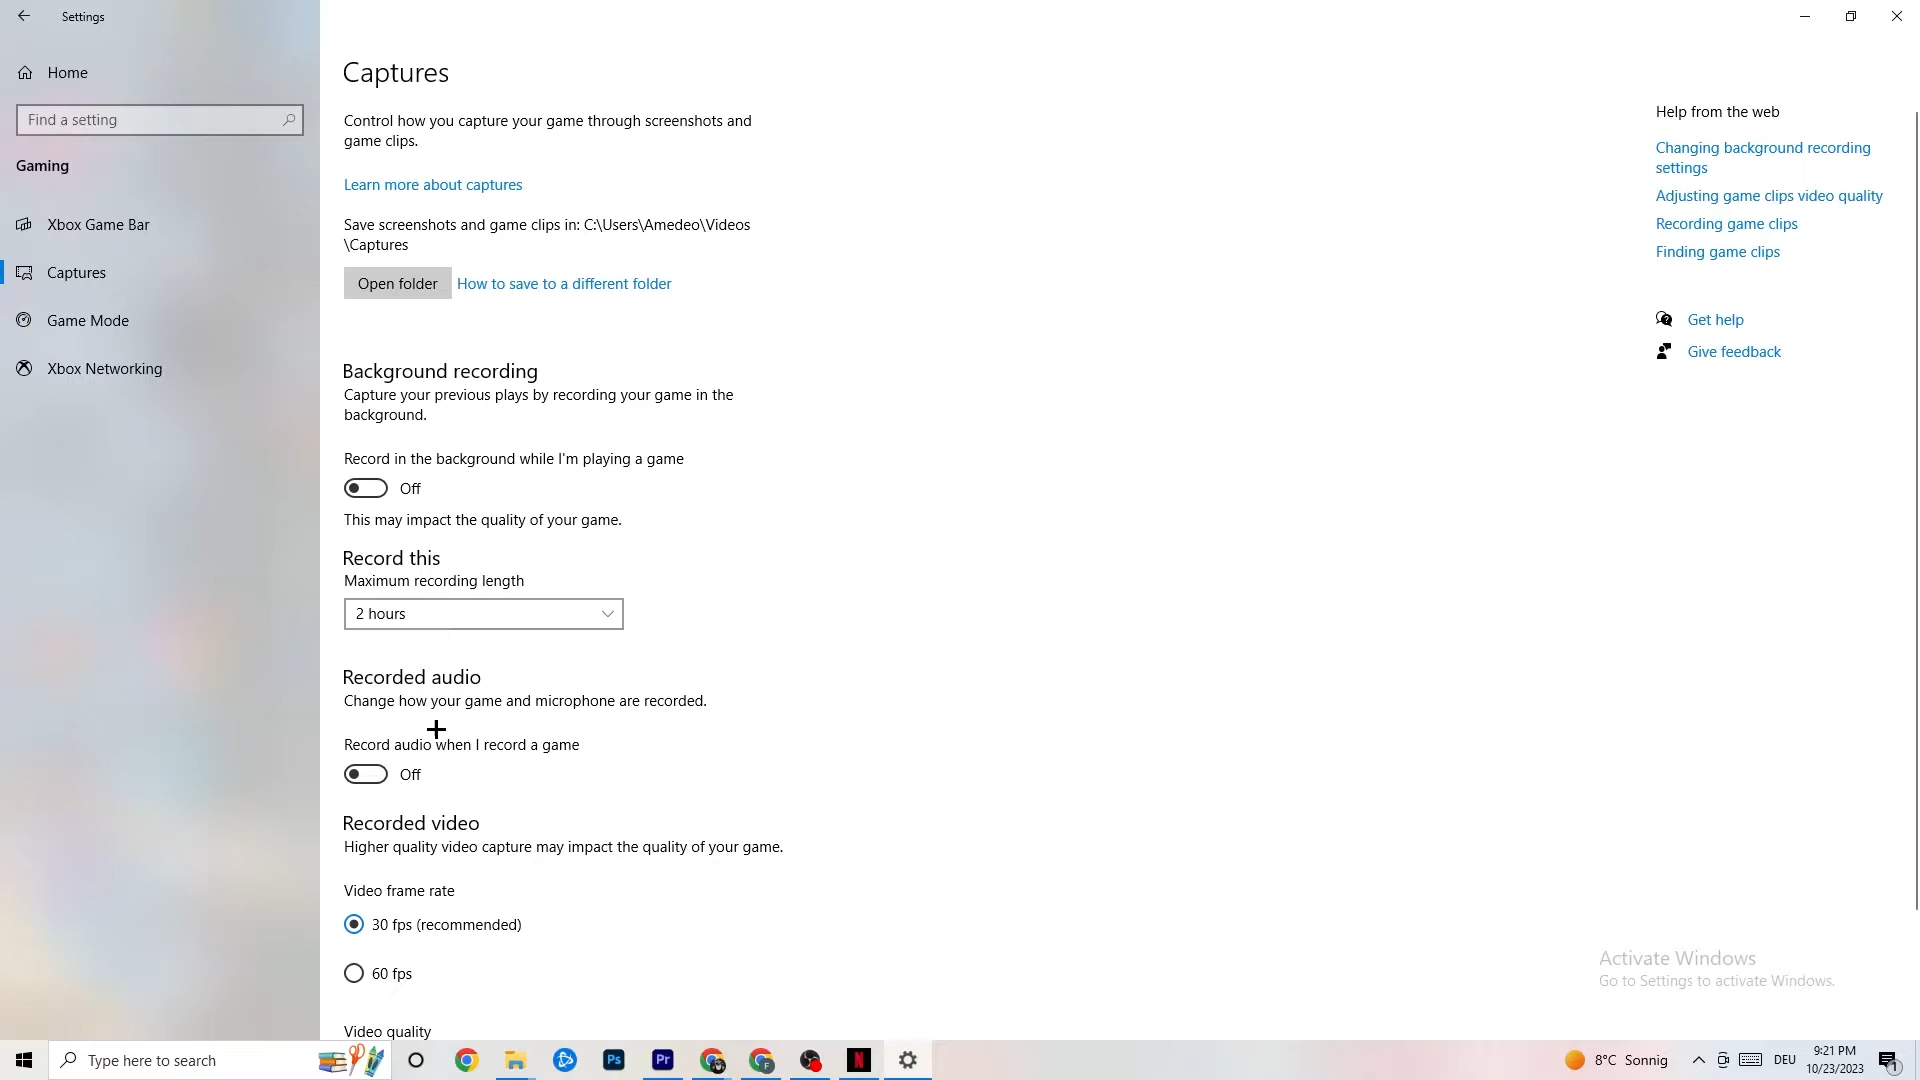 Settings
Home
Find a setting
Gaming
Xbox Game Bar
Captures
Game Mode
Xbox Networking
Captures
Control how you capture your game through screenshots and
game clips.
Learn more about captures
Save screenshots and game clips in: C:\Users\Amedeo\Videos
\Captures
Open folder
How to save to a different folder
Background recording
Capture your previous plays by recording your game in the
background.
Record in the background while I'm playing a game
Off
This may impact the quality of your game.
Record this
Maximum recording length
2 hours
Recorded audio
Change how your game and microphone are recorded.
Record audio when I record a game
Off
Recorded video
Higher quality video capture may impact the quality of your game.
Video frame rate
30 fps (recommended)
60 fps
Video quality
Help from the web
Changing background recording
settings
Adjusting game clips video quality
Recording game clips
Finding game clips
Get help
Give feedback
Activate Windows
Go to Settings to activate Windows.
Type here to search
Ps
Pr
F
N
8°C Sonnig
DEU
9:21 PM
10/23/2023
1